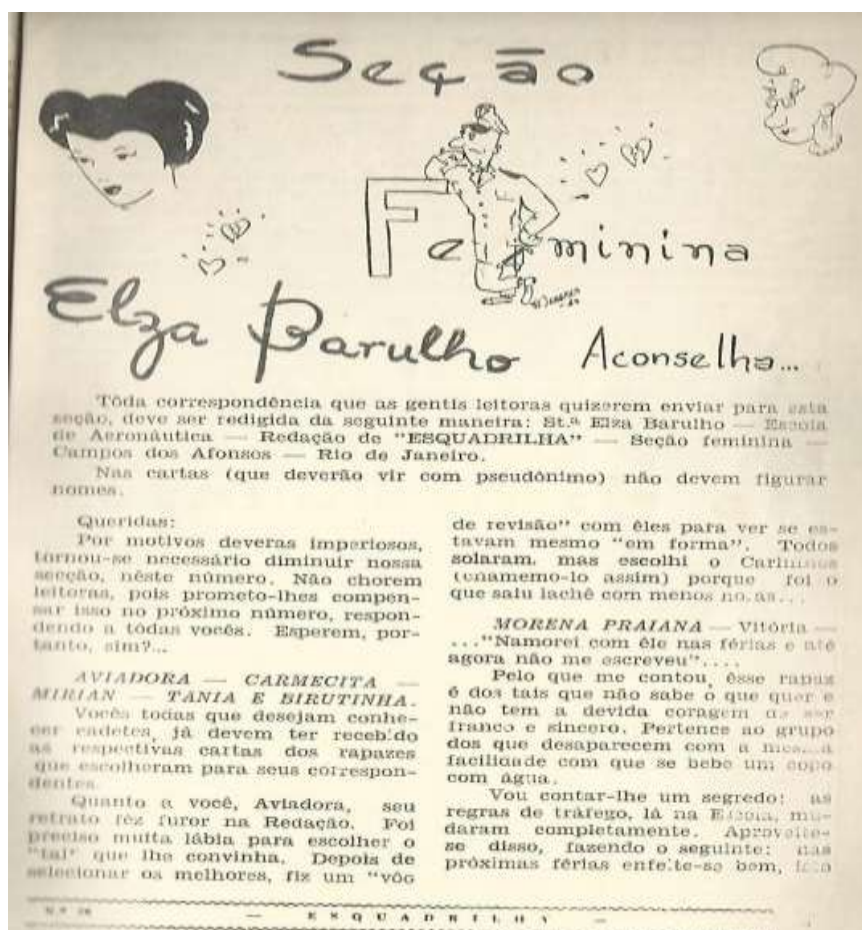 Seção
Feminina
Elza Barulho Aconselha...
Tôda correspondência que as gentis leitoras quizerem enviar para esta
seção, deve ser redigida da seguinte maneira: St.ª Elza Barulho — Escola
de Aeronáutica — Redação de "ESQUADRILHA" — Seção feminina —
Campos dos Afonsos — Rio de Janeiro.
Nas cartas (que deverão vir com pseudônimo) não devem figurar
nomes.
Queridas:
Por motivos deveras imperiosos,
tornou-se necessário diminuir nossa
secção, nêste número. Não chorem
leitoras, pois prometo-lhes compen-
sar isso no próximo número, respon-
dendo a tôdas vocês. Esperem, por-
tanto, sim?...
AVIADORA — CARMECITA —
MIRIAN — TANIA E BIRUTINHA.
Vocês todas que desejam conhe-
cer cadetes, já devem ter recebido
as respectivas cartas dos rapazes
que escolheram para seus correspon-
dentes.
Quanto a você, Aviadora, seu
retrato fêz furor na Redação. Foi
preciso muita lábia para escolher o
"tal" que lhe convinha. Depois de
selecionar os melhores, fiz um "vôo
de revisão" com êles para ver se es-
tavam mesmo "em forma". Todos
solaram, mas escolhi o
assim) porque foi o
que saiu lachê com menos
MORENA PRAIANA — Vitória —
..."Namorei com êle nas férias e até
agora não me escreveu"....
Pelo que me contou, êsse rapaz
é dos tais que não sabe o que quer e
não tem a devida coragem de ser
franco e sincero. Pertence ao grupo
dos que desaparecem com a mesma
facilidade com que se bebe um copo
com água.
Vou contar-lhe um segredo: as
regras de tráfego, lá na Escola, mu-
daram completamente. Aproveite-
se disso, fazendo o seguinte: nas
próximas férias enfeite-se bem,
— ESQUADRILHA —